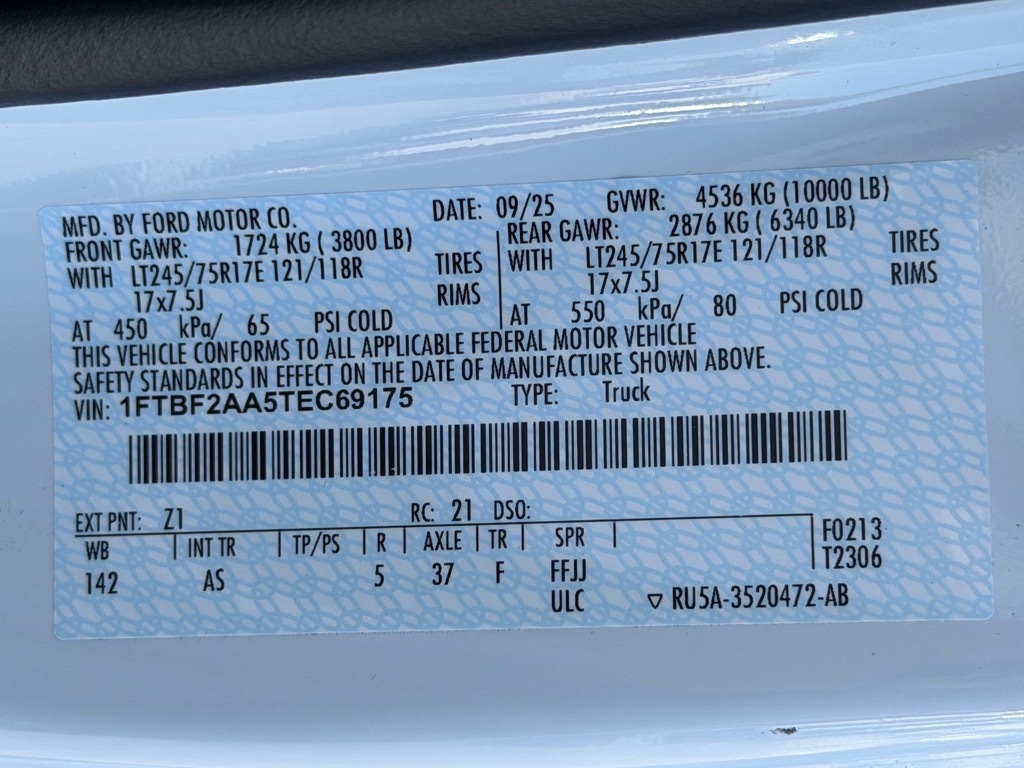 MFD. BY FORD MOTOR CO. DATE: 09/25 GVWR: 4536 KG (10000 LB)
FRONT GAWR: 1724 KG ( 3800 LB) REAR GAWR: 2876 KG ( 6340 LB)
WITH LT245/75R17E 121/118R TIRES WITH LT245/75R17E 121/118R TIRES
17x7.5J RIMS 17x7.5J RIMS
AT 450 kPa/ 65 PSI COLD AT 550 kPa/ 80 PSI COLD
THIS VEHICLE CONFORMS TO ALL APPLICABLE FEDERAL MOTOR VEHICLE
SAFETY STANDARDS IN EFFECT ON THE DATE OF MANUFACTURE SHOWN ABOVE.
VIN: 1FTBF2AA5TEC69175 TYPE: Truck
EXT PNT: Z1 RC: 21 DSO:
WB INT TR TP/PS R AXLE TR SPR F0213
142 AS 5 37 F FFJJ T2306
ULC ▽ RU5A-3520472-AB